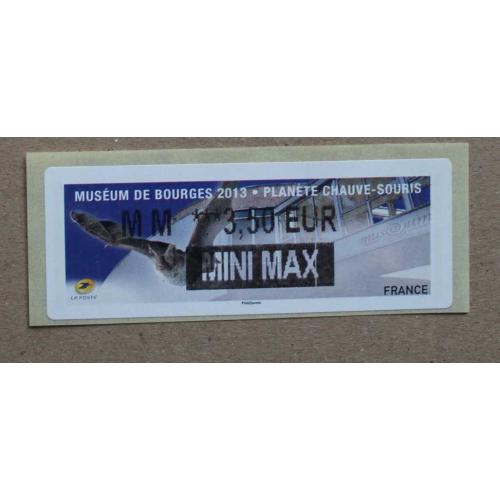 MUSÉUM DE BOURGES 2013 • PLANÈTE CHAUVE-SOURIS
MM ***3,50 EUR
MINI MAX
LA POSTE
FRANCE